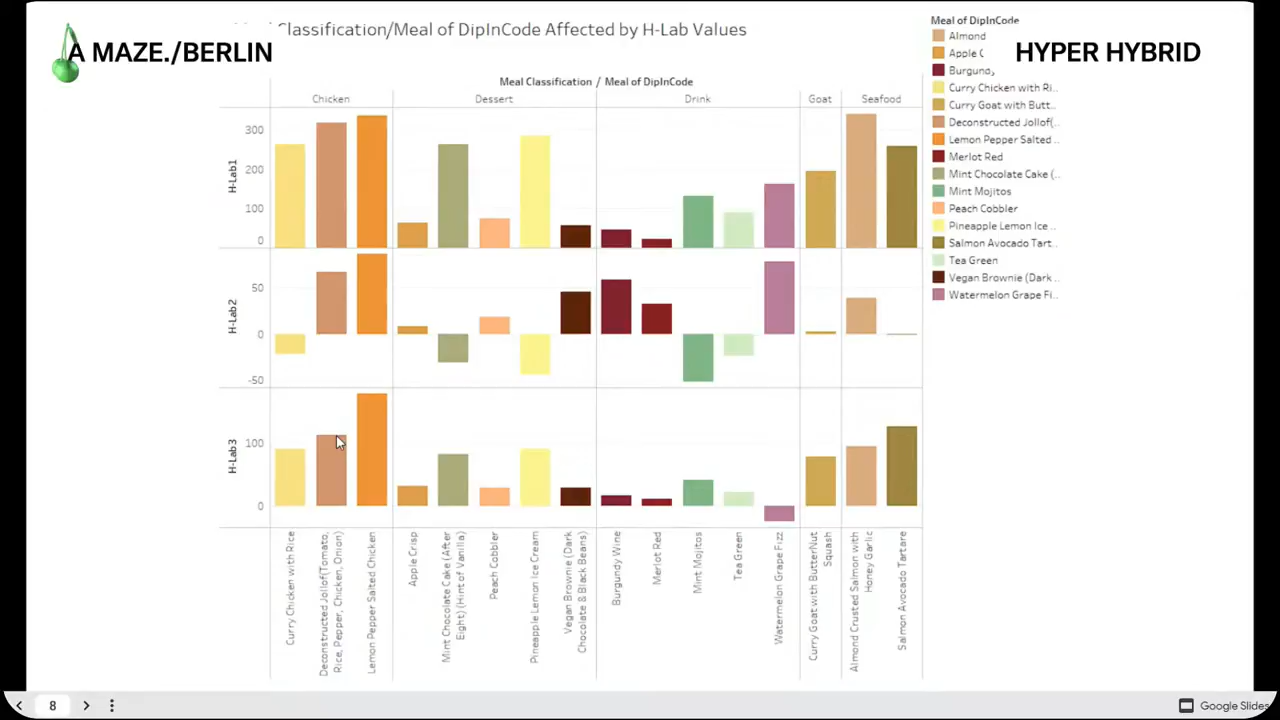 Classification/Meal of DipInCode Affected by H-Lab Values
A MAZE./BERLIN
HYPER HYBRID
Meal Classification / Meal of DipInCode
Chicken
Dessert
Drink
Goat
Seafood
H-Lab1
300
200
100
0
H-Lab2
50
0
-50
H-Lab3
100
0
Curry Chicken with Rice
Deconstructed Jollof(Tomato,
Rice, Pepper, Chicken, Onion)
Lemon Pepper Salted Chicken
Apple Crisp
Mint Chocolate Cake (After
Eight) (Hint of Vanilla)
Peach Cobbler
Pineapple Lemon Ice Cream
Vegan Brownie (Dark
Chocolate & Black Beans)
Burgundy Wine
Merlot Red
Mint Mojitos
Tea Green
Watermelon Grape Fizz
Curry Goat with ButterNut
Squash
Almond Crusted Salmon with
Honey Garlic
Salmon Avocado Tartare
Meal of DipInCode
Almond
Apple C
Burgundy
Curry Chicken with Ri..
Curry Goat with Butt..
Deconstructed Jollof(..
Lemon Pepper Salted ..
Merlot Red
Mint Chocolate Cake (..
Mint Mojitos
Peach Cobbler
Pineapple Lemon Ice ..
Salmon Avocado Tart..
Tea Green
Vegan Brownie (Dark ..
Watermelon Grape Fi..
8
Google Slides